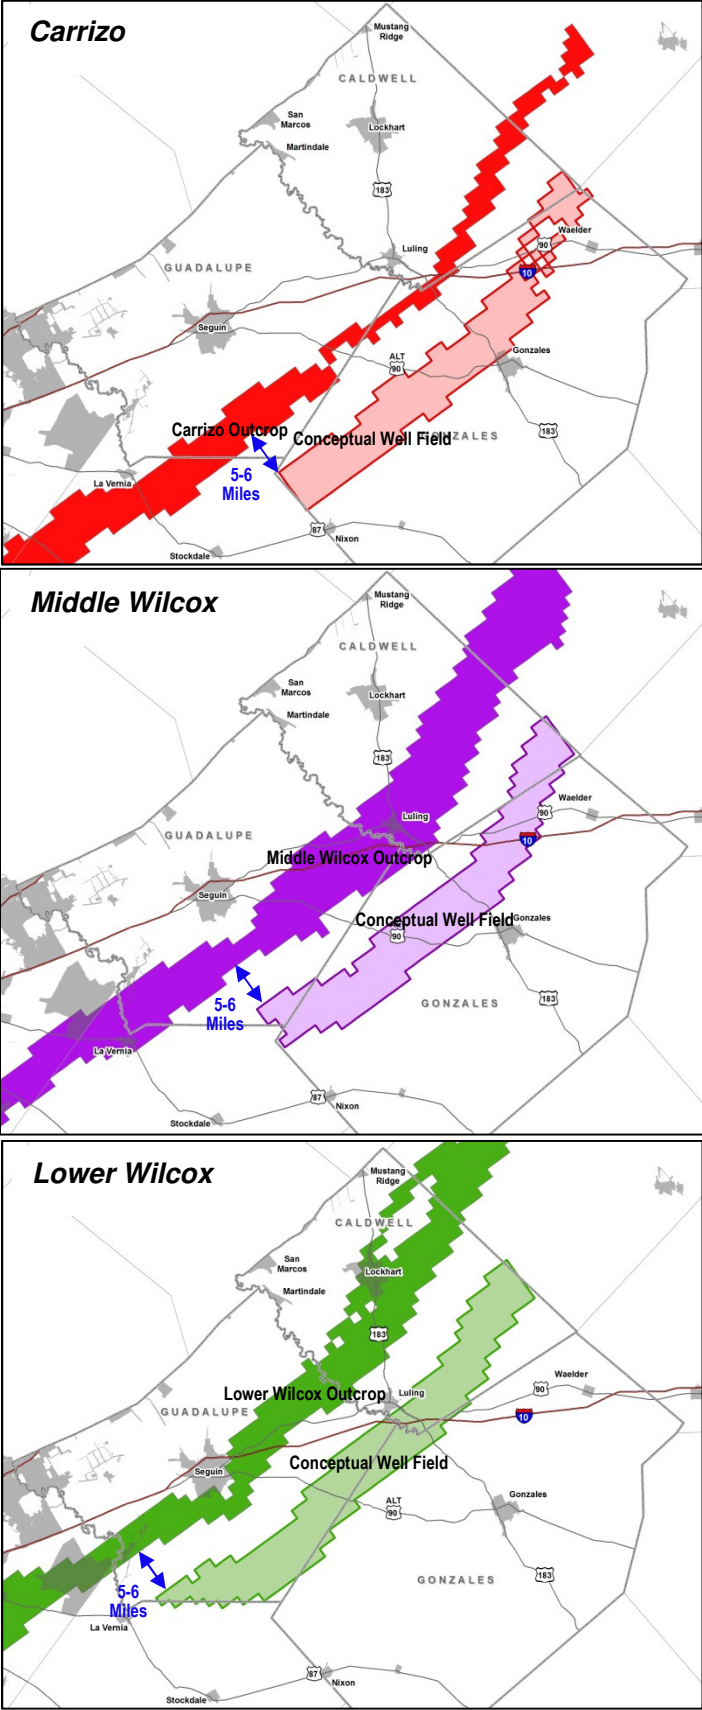 Carrizo
Mustang
Ridge
CALDWELL
San
Marcos
Lockhart
Martindale
183
Luling
Waelder
90
GUADALUPE
10
Seguin
ALT
90
Gonzales
Carrizo Outcrop
Conceptual Well Field
GONZALES
183
5-6
Miles
La Vernia
87
Nixon
Stockdale
Middle Wilcox
Mustang
Ridge
CALDWELL
San
Marcos
Lockhart
Martindale
183
Waelder
90
Luling
GUADALUPE
10
Middle Wilcox Outcrop
Seguin
Conceptual Well Field
Gonzales
90
5-6
Miles
GONZALES
183
La Vernia
87
Nixon
Stockdale
Lower Wilcox
Mustang
Ridge
CALDWELL
San
Marcos
Lockhart
Martindale
183
Waelder
90
Lower Wilcox Outcrop
Luling
GUADALUPE
10
Conceptual Well Field
Seguin
ALT
90
Gonzales
5-6
Miles
GONZALES
183
La Vernia
87
Nixon
Stockdale